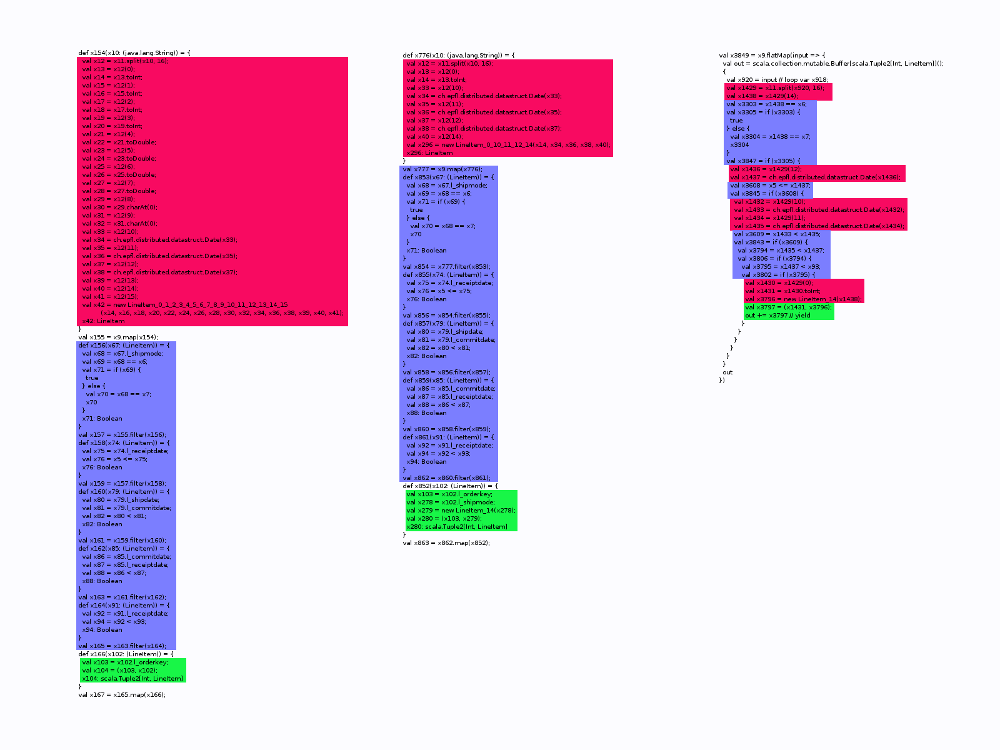 def x154(x10: (java.lang.String)) = {
val x12 = x11.split(x10, 16);
val x13 = x12(0);
val x14 = x13.toInt;
val x15 = x12(1);
val x16 = x15.toInt;
val x17 = x12(2);
val x18 = x17.toInt;
val x19 = x12(3);
val x20 = x19.toInt;
val x21 = x12(4);
val x22 = x21.toDouble;
val x23 = x12(5);
val x24 = x23.toDouble;
val x25 = x12(6);
val x26 = x25.toDouble;
val x27 = x12(7);
val x28 = x27.toDouble;
val x29 = x12(8);
val x30 = x29.charAt(0);
val x31 = x12(9);
val x32 = x31.charAt(0);
val x33 = x12(10);
val x34 = ch.epfl.distributed.datastruct.Date(x33);
val x35 = x12(11);
val x36 = ch.epfl.distributed.datastruct.Date(x35);
val x37 = x12(12);
val x38 = ch.epfl.distributed.datastruct.Date(x37);
val x39 = x12(13);
val x40 = x12(14);
val x41 = x12(15);
val x42 = new LineItem_0_1_2_3_4_5_6_7_8_9_10_11_12_13_14_15
(x14, x16, x18, x20, x22, x24, x26, x28, x30, x32, x34, x36, x38, x39, x40, x41);
x42: LineItem
}
val x155 = x9.map(x154);
def x156(x67: (LineItem)) = {
val x68 = x67.l_shipmode;
val x69 = x68 == x6;
val x71 = if (x69) {
true
} else {
val x70 = x68 == x7;
x70
}
x71: Boolean
}
val x157 = x155.filter(x156);
def x158(x74: (LineItem)) = {
val x75 = x74.l_receiptdate;
val x76 = x5 <= x75;
x76: Boolean
}
val x159 = x157.filter(x158);
def x160(x79: (LineItem)) = {
val x80 = x79.l_shipdate;
val x81 = x79.l_commitdate;
val x82 = x80 < x81;
x82: Boolean
}
val x161 = x159.filter(x160);
def x162(x85: (LineItem)) = {
val x86 = x85.l_commitdate;
val x87 = x85.l_receiptdate;
val x88 = x86 < x87;
x88: Boolean
}
val x163 = x161.filter(x162);
def x164(x91: (LineItem)) = {
val x92 = x91.l_receiptdate;
val x94 = x92 < x93;
x94: Boolean
}
val x165 = x163.filter(x164);
def x166(x102: (LineItem)) = {
val x103 = x102.l_orderkey;
val x104 = (x103, x102);
x104: scala.Tuple2[Int, LineItem]
}
val x167 = x165.map(x166);
def x776(x10: (java.lang.String)) = {
val x12 = x11.split(x10, 16);
val x13 = x12(0);
val x14 = x13.toInt;
val x33 = x12(10);
val x34 = ch.epfl.distributed.datastruct.Date(x33);
val x35 = x12(11);
val x36 = ch.epfl.distributed.datastruct.Date(x35);
val x37 = x12(12);
val x38 = ch.epfl.distributed.datastruct.Date(x37);
val x40 = x12(14);
val x296 = new LineItem_0_10_11_12_14(x14, x34, x36, x38, x40);
x296: LineItem
}
val x777 = x9.map(x776);
def x853(x67: (LineItem)) = {
val x68 = x67.l_shipmode;
val x69 = x68 == x6;
val x71 = if (x69) {
true
} else {
val x70 = x68 == x7;
x70
}
x71: Boolean
}
val x854 = x777.filter(x853);
def x855(x74: (LineItem)) = {
val x75 = x74.l_receiptdate;
val x76 = x5 <= x75;
x76: Boolean
}
val x856 = x854.filter(x855);
def x857(x79: (LineItem)) = {
val x80 = x79.l_shipdate;
val x81 = x79.l_commitdate;
val x82 = x80 < x81;
x82: Boolean
}
val x858 = x856.filter(x857);
def x859(x85: (LineItem)) = {
val x86 = x85.l_commitdate;
val x87 = x85.l_receiptdate;
val x88 = x86 < x87;
x88: Boolean
}
val x860 = x858.filter(x859);
def x861(x91: (LineItem)) = {
val x92 = x91.l_receiptdate;
val x94 = x92 < x93;
x94: Boolean
}
val x862 = x860.filter(x861);
def x852(x102: (LineItem)) = {
val x103 = x102.l_orderkey;
val x278 = x102.l_shipmode;
val x279 = new LineItem_14(x278);
val x280 = (x103, x279);
x280: scala.Tuple2[Int, LineItem]
}
val x863 = x862.map(x852);
val x3849 = x9.flatMap(input => {
val out = scala.collection.mutable.Buffer[scala.Tuple2[Int, LineItem]]();
{
val x920 = input // loop var x918;
val x1429 = x11.split(x920, 16);
val x1438 = x1429(14);
val x3303 = x1438 == x6;
val x3305 = if (x3303) {
true
} else {
val x3304 = x1438 == x7;
x3304
}
val x3847 = if (x3305) {
val x1436 = x1429(12);
val x1437 = ch.epfl.distributed.datastruct.Date(x1436);
val x3608 = x5 <= x1437;
val x3845 = if (x3608) {
val x1432 = x1429(10);
val x1433 = ch.epfl.distributed.datastruct.Date(x1432);
val x1434 = x1429(11);
val x1435 = ch.epfl.distributed.datastruct.Date(x1434);
val x3609 = x1433 < x1435;
val x3843 = if (x3609) {
val x3794 = x1435 < x1437;
val x3806 = if (x3794) {
val x3795 = x1437 < x93;
val x3802 = if (x3795) {
val x1430 = x1429(0);
val x1431 = x1430.toInt;
val x3796 = new LineItem_14(x1438);
val x3797 = (x1431, x3796);
out += x3797 // yield
}
}
}
}
}
}
out
})